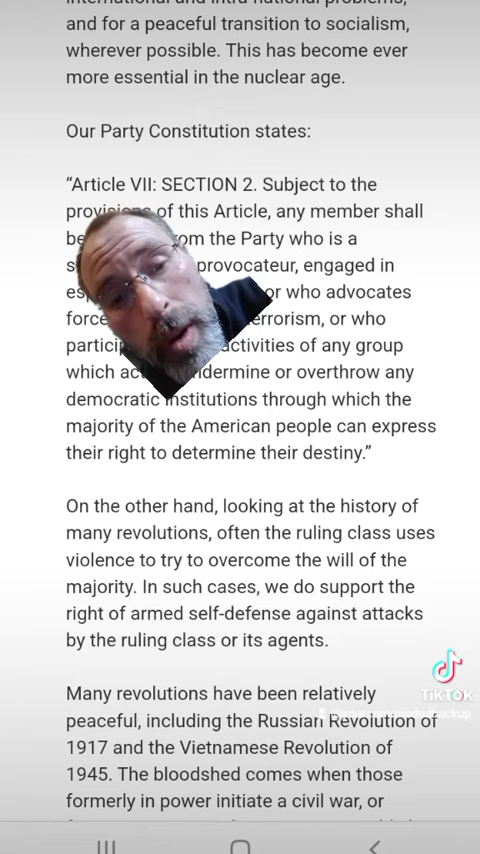 international and intra-national problems,
and for a peaceful transition to socialism,
wherever possible. This has become ever
more essential in the nuclear age.
Our Party Constitution states:
“Article VII: SECTION 2. Subject to the
provisions of this Article, any member shall
be from the Party who is a
provocateur, engaged in
or who advocates
force terrorism, or who
activities of any group
which undermine or overthrow any
democratic institutions through which the
majority of the American people can express
their right to determine their destiny.”
On the other hand, looking at the history of
many revolutions, often the ruling class uses
violence to try to overcome the will of the
majority. In such cases, we do support the
right of armed self-defense against attacks
by the ruling class or its agents.
Many revolutions have been relatively
peaceful, including the Russian Revolution of
1917 and the Vietnamese Revolution of
1945. The bloodshed comes when those
formerly in power initiate a civil war, or
TikTok